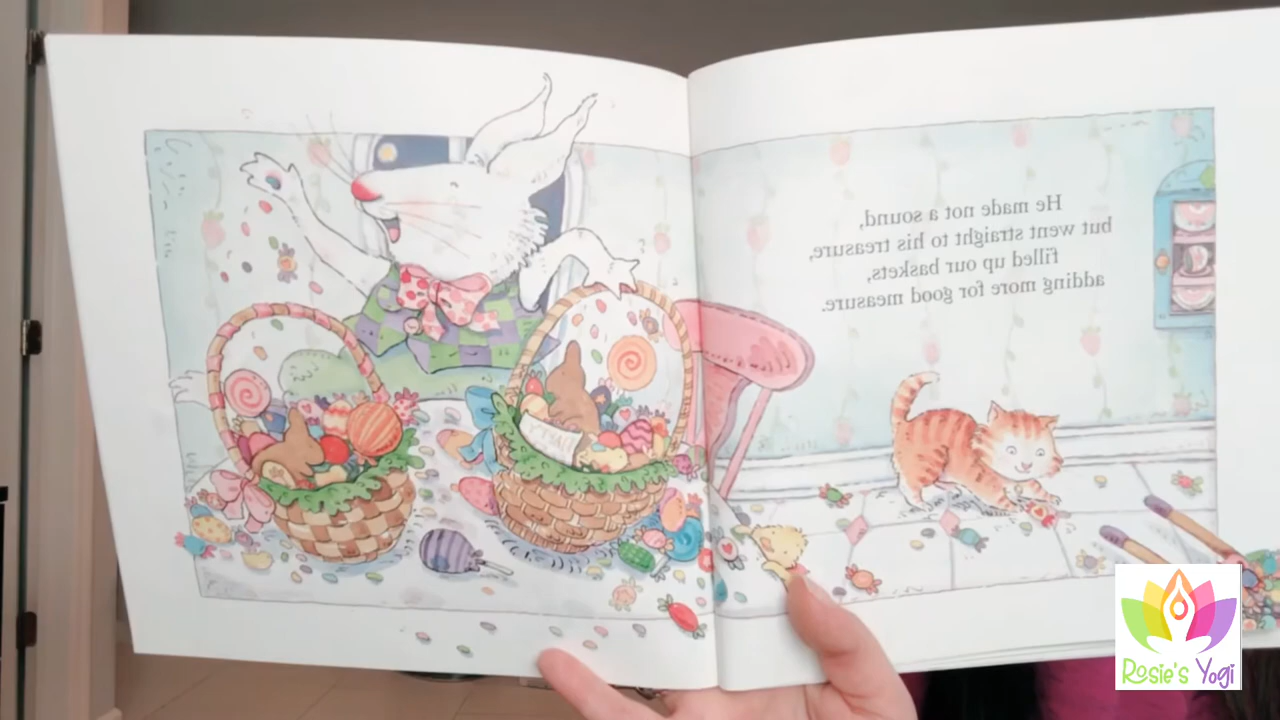 He made not a sound,
but went straight to his treasure,
filled up our baskets,
adding more for good measure.
Rosie's Yogi